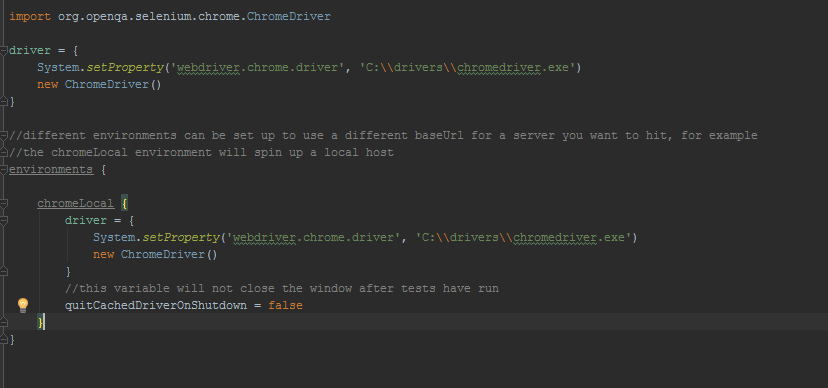 import org.openqa.selenium.chrome.ChromeDriver
driver = {
System.setProperty('webdriver.chrome.driver', 'C:\\drivers\\chromedriver.exe')
new ChromeDriver()
}
//different environments can be set up to use a different baseUrl for a server you want to hit, for example
//the chromeLocal environment will spin up a local host
environments {
chromeLocal {
driver = {
System.setProperty('webdriver.chrome.driver', 'C:\\drivers\\chromedriver.exe')
new ChromeDriver()
}
//this variable will not close the window after tests have run
quitCachedDriverOnShutdown = false
}
}